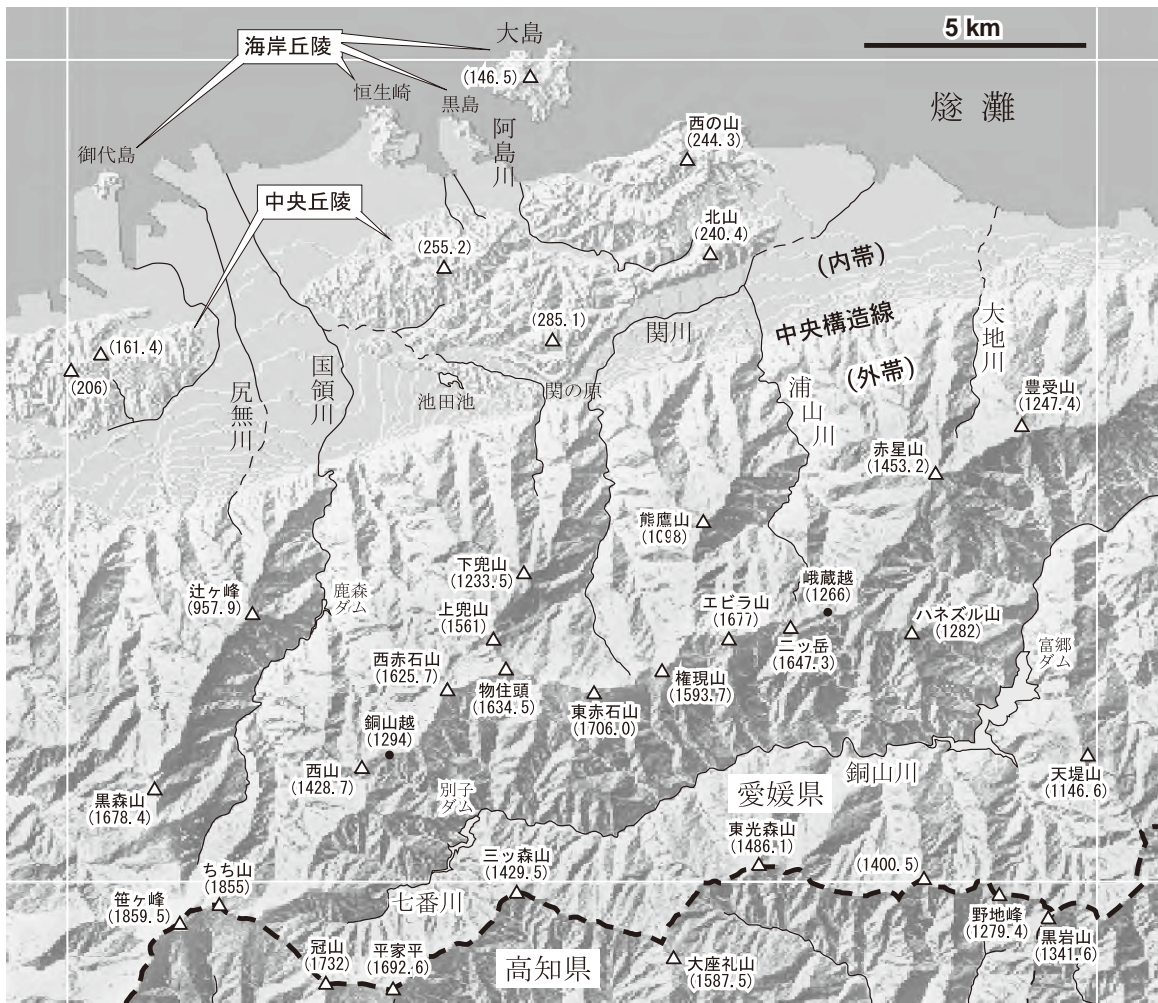 5 km
大島
海岸丘陵
(146.5)
恒生崎
黒島
燧灘
御代島
阿島川
西の山
(244.3)
中央丘陵
北山
(240.4)
(255.2)
(内帯)
中央構造線
(外帯)
(285.1)
関川
大地川
(161.4)
(206)
国領川
尻無川
池田池
関の原
浦山川
豊受山
(1247.4)
赤星山
(1453.2)
熊鷹山
(1098)
下兜山
(1233.5)
辻ヶ峰
(957.9)
鹿森
ダム
上兜山
(1561)
エビラ山
(1677)
峨蔵越
(1266)
ハネズル山
(1282)
二ッ岳
(1647.3)
富郷
ダム
西赤石山
(1625.7)
物住頭
(1634.5)
東赤石山
(1706.0)
権現山
(1593.7)
銅山越
(1294)
西山
(1428.7)
黒森山
(1678.4)
別子
ダム
銅山川
天堤山
(1146.6)
愛媛県
東光森山
(1486.1)
三ッ森山
(1429.5)
(1400.5)
ちち山
(1855)
笹ヶ峰
(1859.5)
七番川
野地峰
(1279.4)
黒岩山
(1341.6)
冠山
(1732)
平家平
(1692.6)
高知県
大座礼山
(1587.5)